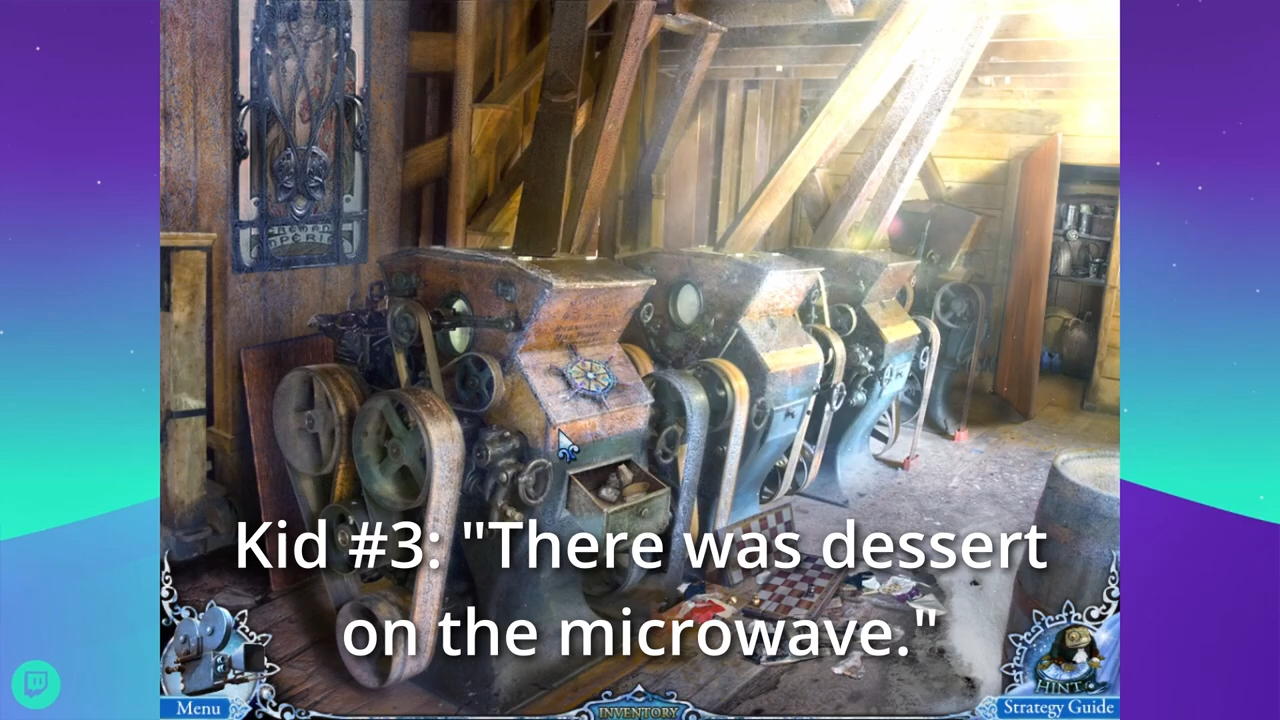 Kid #3: "There was dessert
on the microwave."
HINT
Menu
INVENTORY
Strategy Guide